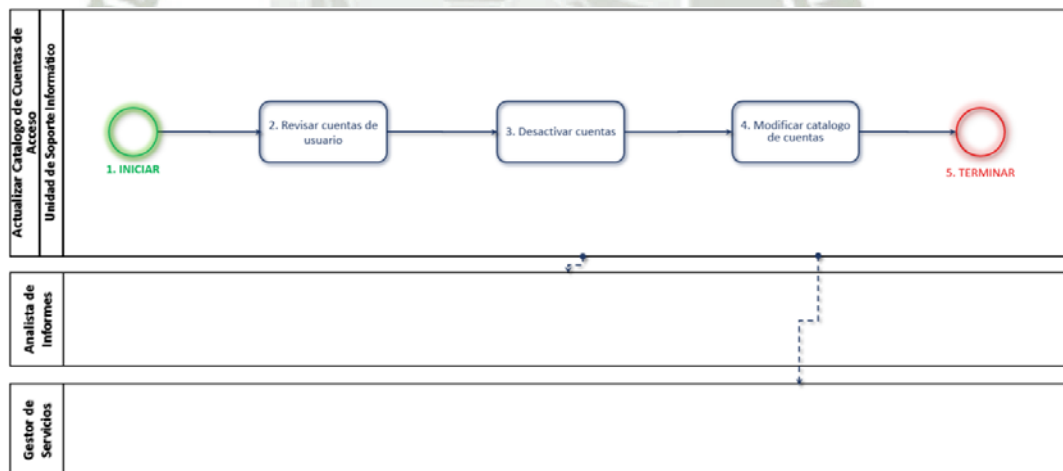 Actualizar Catalogo de Cuentas de
Acceso
Unidad de Soporte Informático
1. INICIAR
2. Revisar cuentas de
usuario
3. Desactivar cuentas
4. Modificar catalogo
de cuentas
5. TERMINAR
Analista de
Informes
Gestor de
Servicios